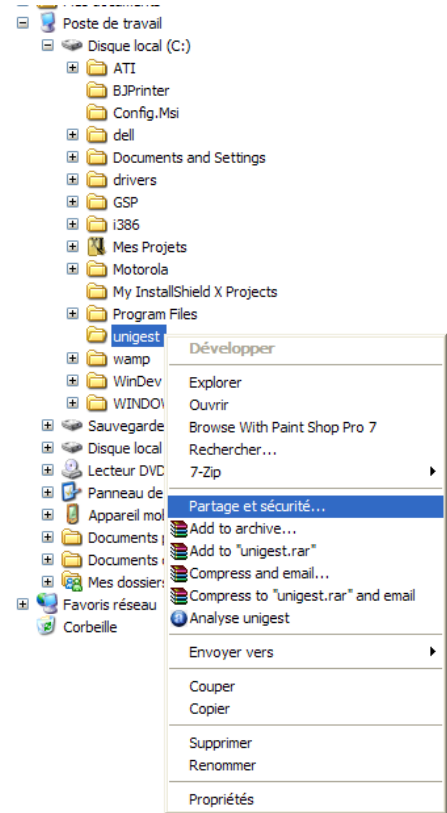 Poste de travail
Disque local (C:)
ATI
BJPrinter
Config.Msi
dell
Documents and Settings
drivers
GSP
i386
Mes Projets
Motorola
My InstallShield X Projects
Program Files
unigest
wamp
WinDev
WINDOW
Sauvegarde
Disque local
Lecteur DVD
Panneau de
Appareil mol
Documents
Documents
Mes dossiers
Favoris réseau
Corbeille
Développer
Explorer
Ouvrir
Browse With Paint Shop Pro 7
Rechercher...
7-Zip
Partage et sécurité...
Add to archive...
Add to "unigest.rar"
Compress and email...
Compress to "unigest.rar" and email
Analyse unigest
Envoyer vers
Couper
Copier
Supprimer
Renommer
Propriétés